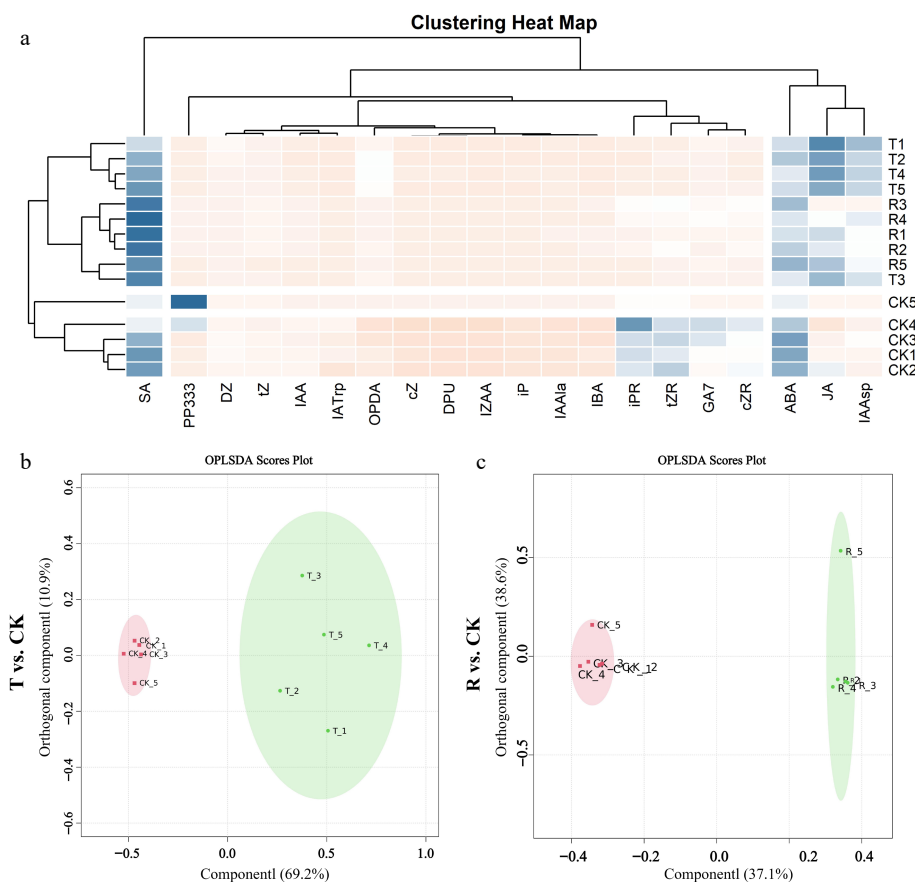 Clustering Heat Map
a
T1
T2
T4
T5
R3
R4
R1
R2
R5
T3
CK5
CK4
CK3
CK1
CK2
SA
PP333
DZ
tZ
IAA
IATrp
OPDA
cZ
DPU
IZAA
iP
IAAla
IBA
iPR
tZR
GA7
cZR
ABA
JA
IAAsp
b
OPLSDA Scores Plot
T vs. CK
Orthogonal componentl (10.9%)
0.6
0.4
0.2
0.0
−0.2
−0.4
−0.6
T_3
T_5
T_4
T_2
T_1
CK_2
CK_1
CK_4
CK_3
CK_5
−0.5
0.0
0.5
1.0
Componentl (69.2%)
c
OPLSDA Scores Plot
R vs. CK
Orthogonal componentl (38.6%)
0.5
0.0
−0.5
R_5
CK_5
CK_3
CK_2
CK_1
CK_4
R_2
R_3
R_4
−0.4
−0.2
0.0
0.2
0.4
Componentl (37.1%)